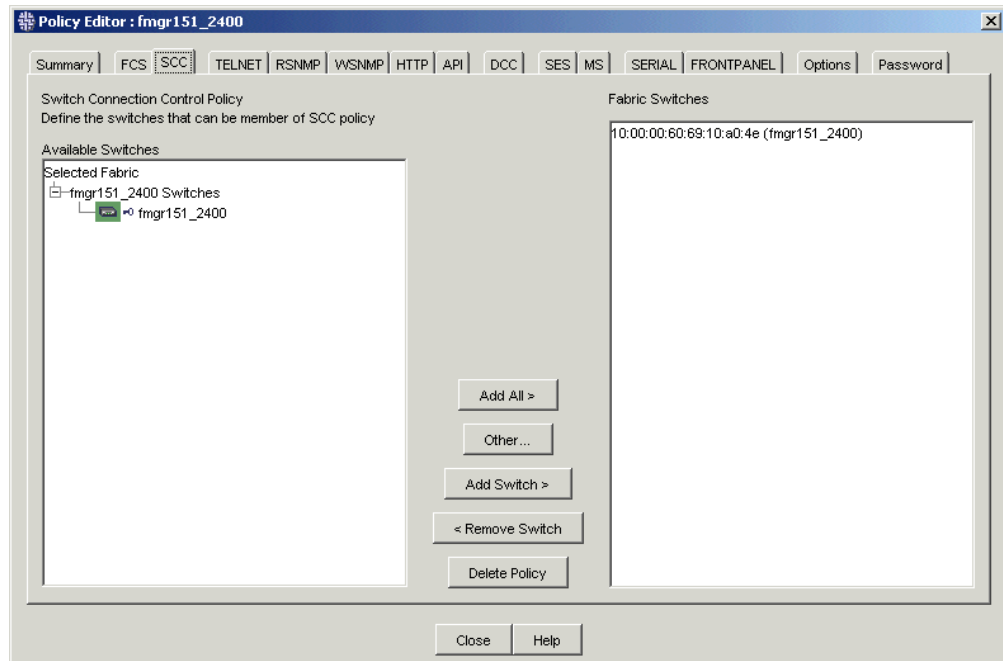 Policy Editor : fmgr151_2400
Summary FCS SCC TELNET RSNMP WSNMP HTTP API DCC SES MS SERIAL FRONTPANEL Options Password
Switch Connection Control Policy
Define the switches that can be member of SCC policy
Available Switches
Selected Fabric
fmgr151_2400 Switches
fmgr151_2400
Add All >
Other...
Add Switch >
< Remove Switch
Delete Policy
Fabric Switches
10:00:00:60:69:10:a0:4e (fmgr151_2400)
Close Help